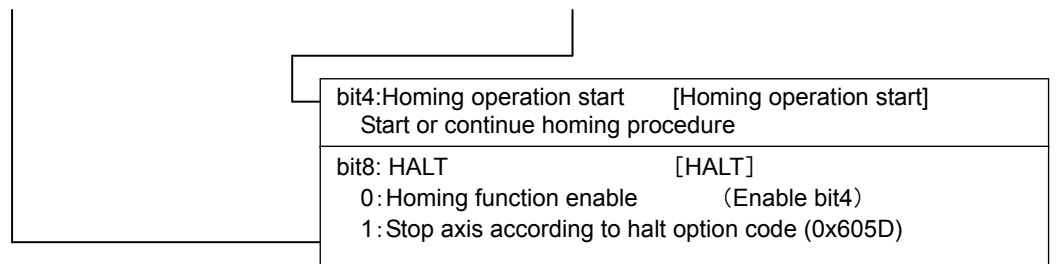 bit4:Homing operation start [Homing operation start]
Start or continue homing procedure
bit8: HALT ［HALT］
0：Homing function enable （Enable bit4）
1：Stop axis according to halt option code (0x605D)